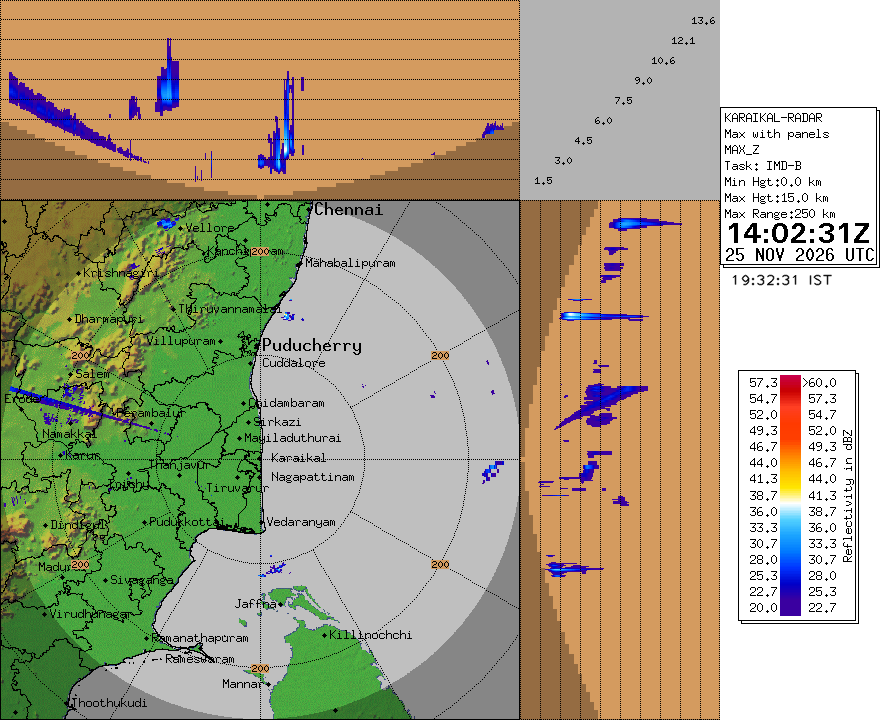 13.6
12.1
10.6
9.0
7.5
6.0
4.5
3.0
1.5
KARAIKAL-RADAR
Max with panels
MAX_Z
Task: IMD-B
Min Hgt:0.0 km
Max Hgt:15.0 km
Max Range:250 km
14:02:31Z
25 NOV 2026 UTC
19:32:31 IST
Chennai
Vellore
200
Mahabalipuram
Krishnagiri
Thiruvannamalai
Dharmapuri
Villupuram
Puducherry
200
200
Cuddalore
Salem
Chidambaram
Perambalur
Sirkazi
Namakkal
Mayiladuthurai
Karur
Karaikal
Thanjavur
Nagapattinam
Tiruvarur
Dindigul
Pudukkottai
Vedaranyam
200
200
Sivaganga
Jaffna
Virudhunagar
Killinochchi
Ramanathapuram
Rameswaram
200
Mannar
Thoothukudi
57.3 >60.0
54.7 57.3
52.0 54.7
49.3 52.0
46.7 49.3
44.0 46.7
41.3 44.0
38.7 41.3
36.0 38.7
33.3 36.0
30.7 33.3
28.0 30.7
25.3 28.0
22.7 25.3
20.0 22.7
Reflectivity in dBZ